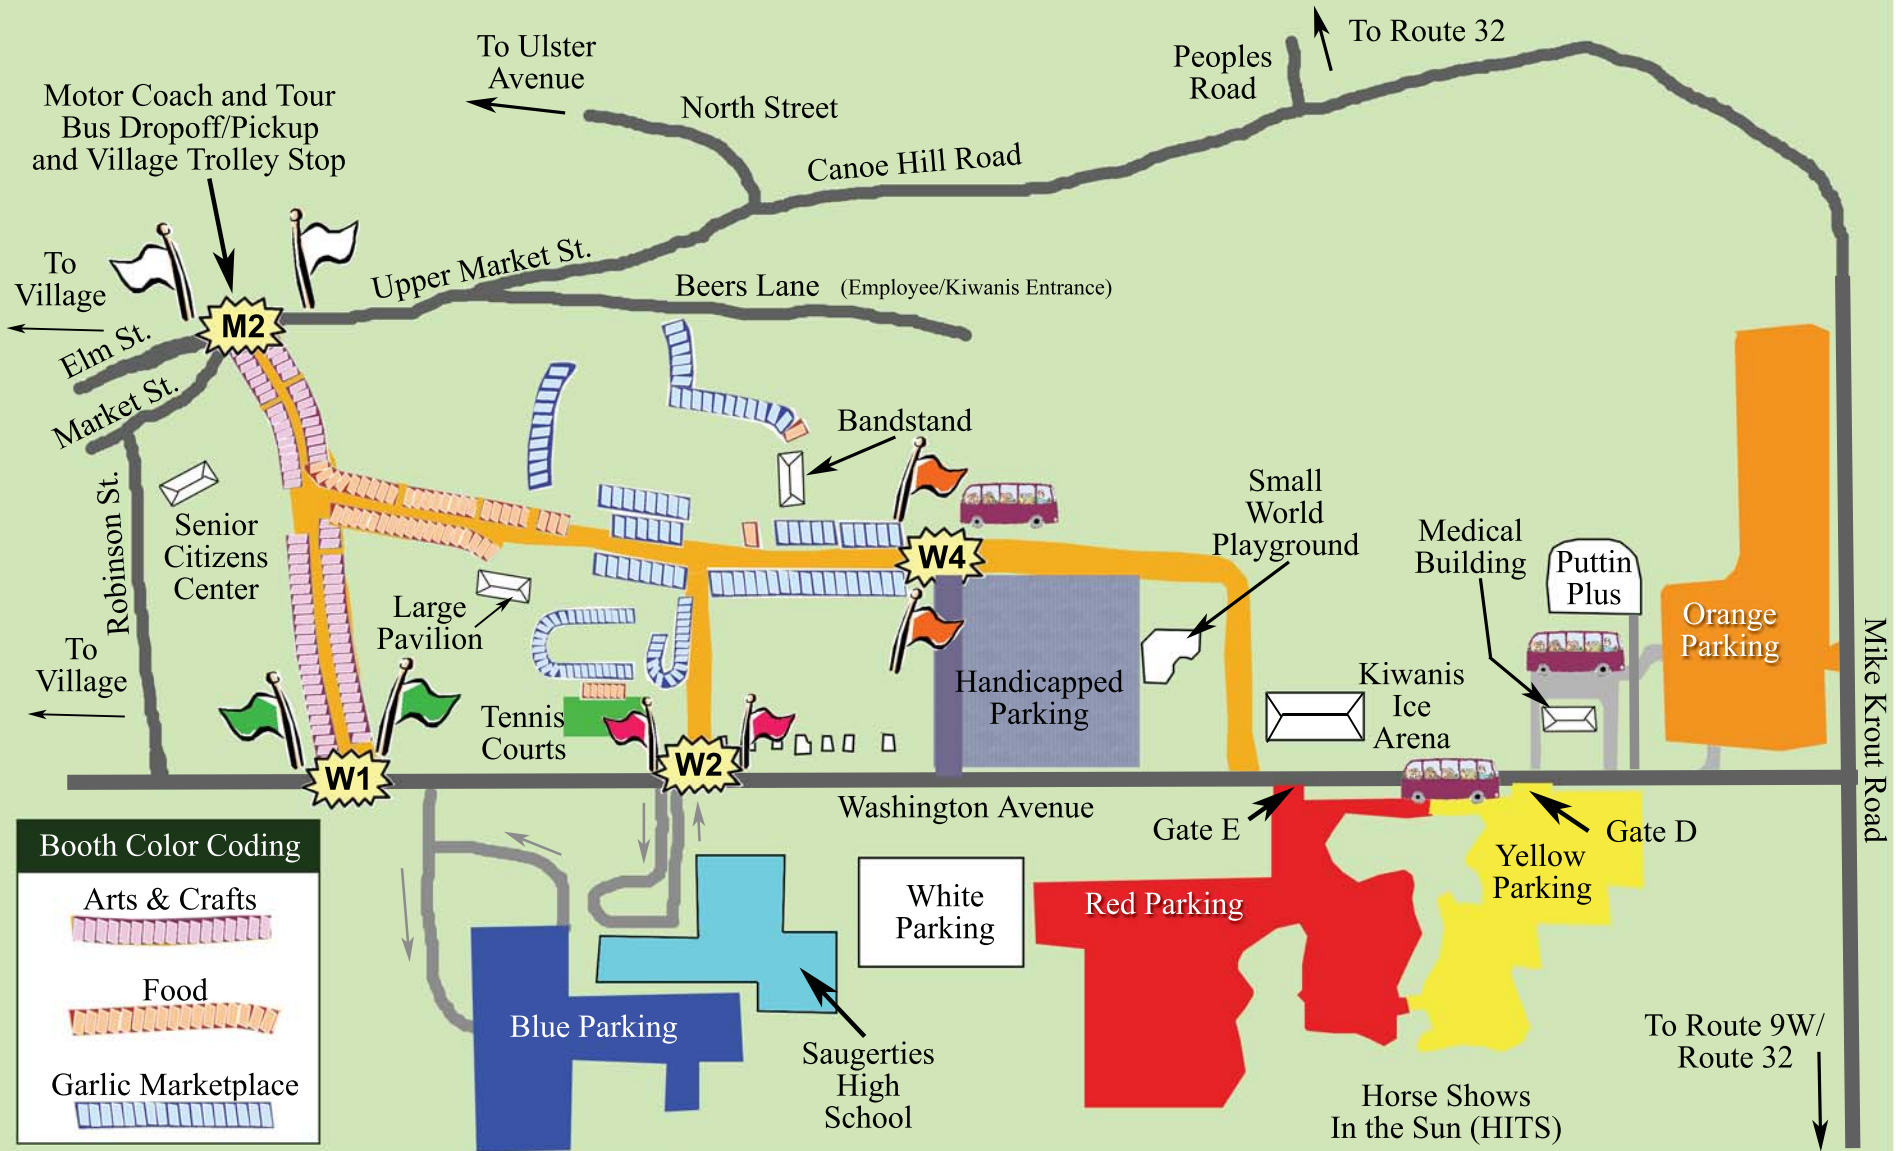 To Ulster
Avenue
North Street
Peoples
Road
To Route 32
Motor Coach and Tour
Bus Dropoff/Pickup
and Village Trolley Stop
Canoe Hill Road
To
Village
M2
Upper Market St.
Beers Lane
(Employee/Kiwanis Entrance)
Elm St.
Market St.
Robinson St.
Bandstand
Senior
Citizens
Center
Large
Pavilion
W4
Small
World
Playground
Medical
Building
Puttin
Plus
Orange
Parking
Mike Krout Road
To
Village
Handicapped
Parking
Kiwanis
Ice
Arena
Tennis
Courts
W1
W2
Washington Avenue
Gate E
Gate D
Booth Color Coding
Arts & Crafts
Food
Garlic Marketplace
White
Parking
Red Parking
Yellow
Parking
Blue Parking
Saugerties
High
School
Horse Shows
In the Sun (HITS)
To Route 9W/
Route 32